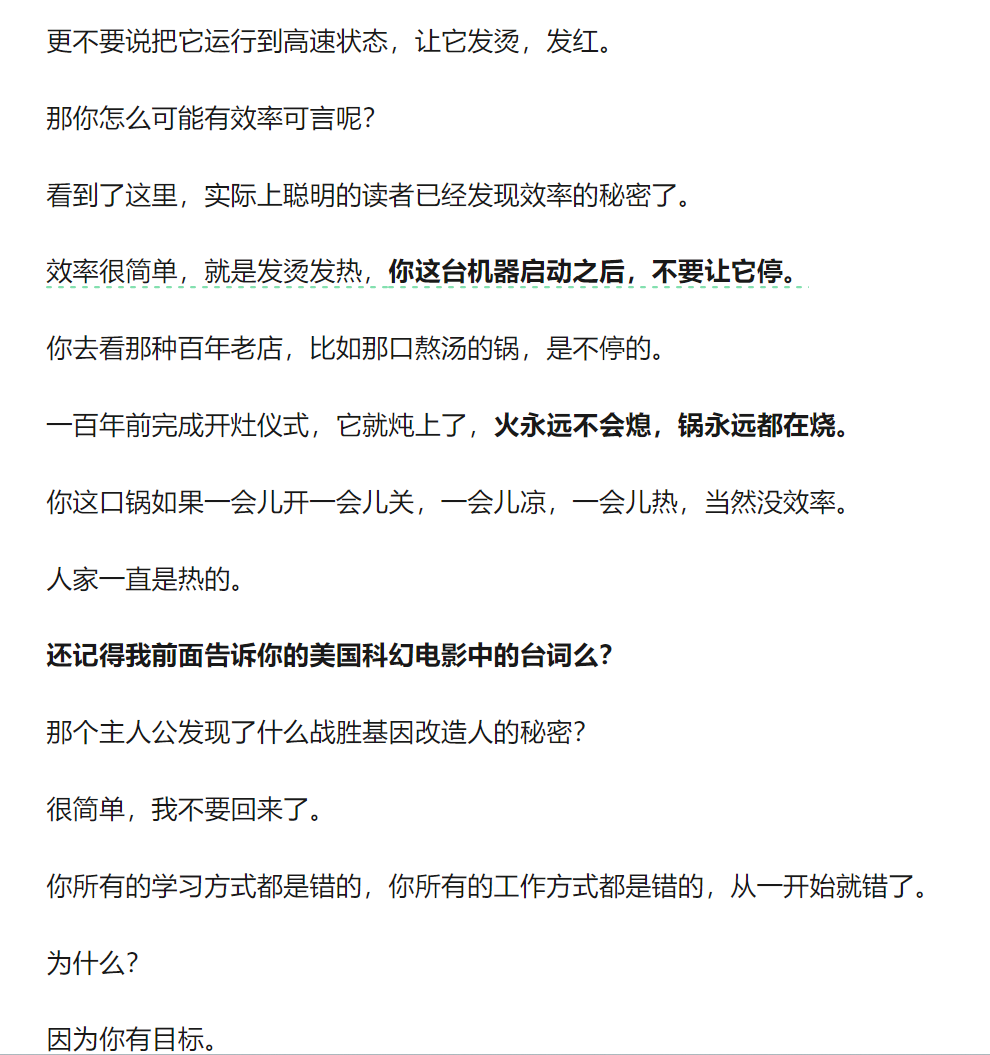 更不要说把它运行到高速状态，让它发烫，发红。
那你怎么可能有效率可言呢？
看到了这里，实际上聪明的读者已经发现效率的秘密了。
效率很简单，就是发烫发热，你这台机器启动之后，不要让它停。
你去看那种百年老店，比如那口熬汤的锅，是不停的。
一百年前完成开灶仪式，它就炖上了，火永远不会熄，锅永远都在烧。
你这口锅如果一会儿开一会儿关，一会儿凉，一会儿热，当然没效率。
人家一直是热的。
还记得我前面告诉你的美国科幻电影中的台词么？
那个主人公发现了什么战胜基因改造人的秘密？
很简单，我不要回来了。
你所有的学习方式都是错的，你所有的工作方式都是错的，从一开始就错了。
为什么？
因为你有目标。